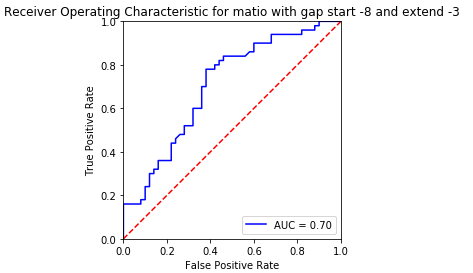 Receiver Operating Characteristic for matio with gap start -8 and extend -3
1.0
0.8
0.6
0.4
0.2
0.0
True Positive Rate
AUC = 0.70
0.0 0.2 0.4 0.6 0.8 1.0
False Positive Rate